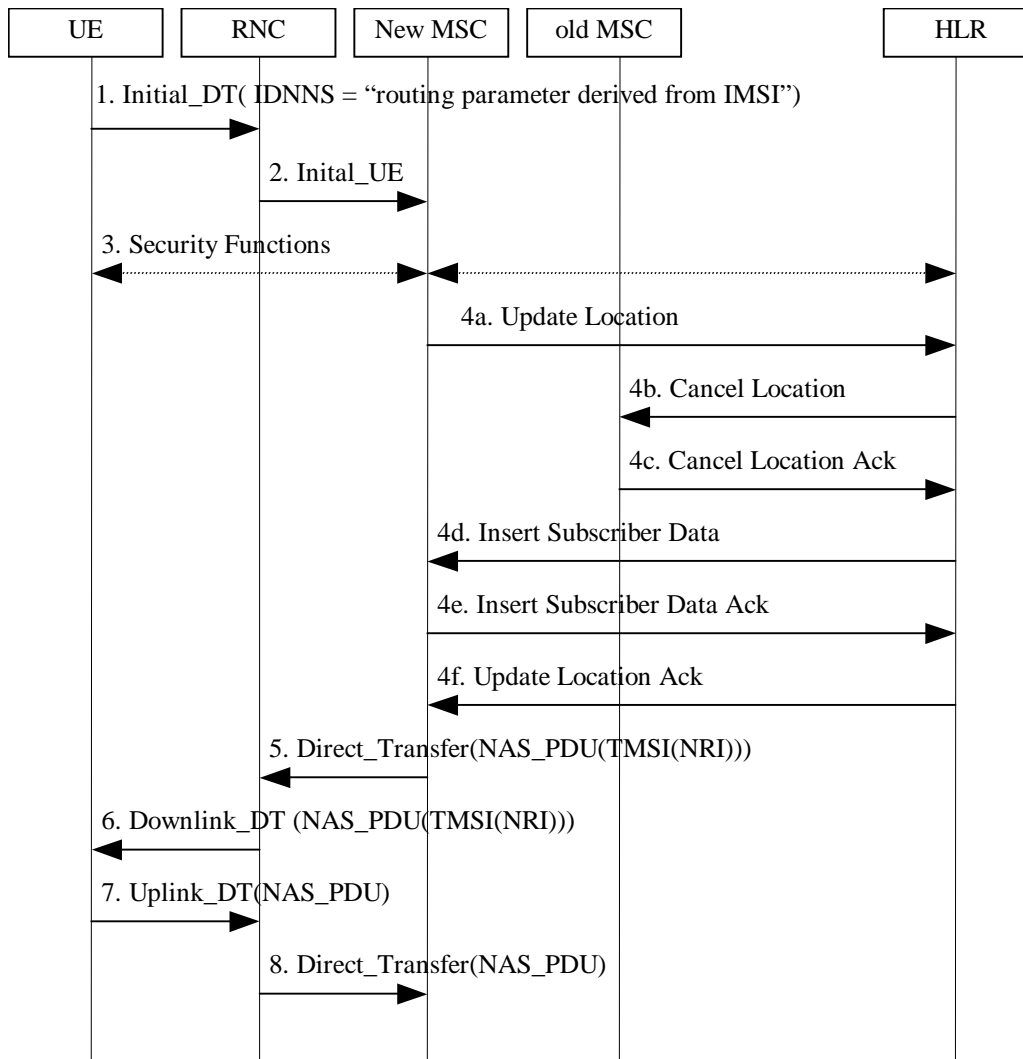 UE
RNC
New MSC
old MSC
HLR
1. Initial_DT( IDNNS = “routing parameter derived from IMSI”)
2. Inital_UE
3. Security Functions
4a. Update Location
4b. Cancel Location
4c. Cancel Location Ack
4d. Insert Subscriber Data
4e. Insert Subscriber Data Ack
4f. Update Location Ack
5. Direct_Transfer(NAS_PDU(TMSI(NRI)))
6. Downlink_DT (NAS_PDU(TMSI(NRI)))
7. Uplink_DT(NAS_PDU)
8. Direct_Transfer(NAS_PDU)